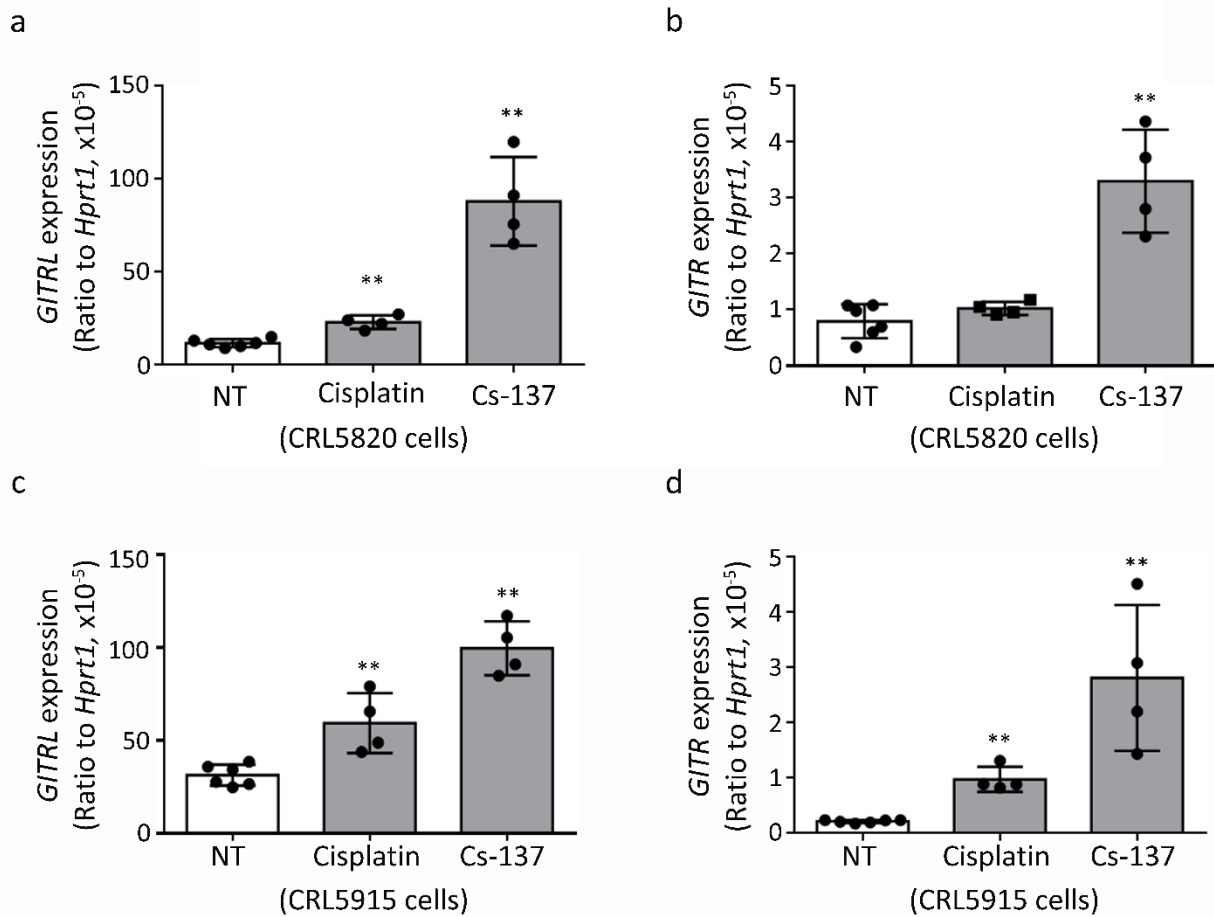 a
GITRL expression
(Ratio to Hprt1, x10⁻⁵)
150
100
50
0
**
**
NT Cisplatin Cs-137
(CRL5820 cells)
b
GITR expression
(Ratio to Hprt1, x10⁻⁵)
5
4
3
2
1
0
**
NT Cisplatin Cs-137
(CRL5820 cells)
c
GITRL expression
(Ratio to Hprt1, x10⁻⁵)
150
100
50
0
**
**
NT Cisplatin Cs-137
(CRL5915 cells)
d
GITR expression
(Ratio to Hprt1, x10⁻⁵)
5
4
3
2
1
0
**
**
NT Cisplatin Cs-137
(CRL5915 cells)